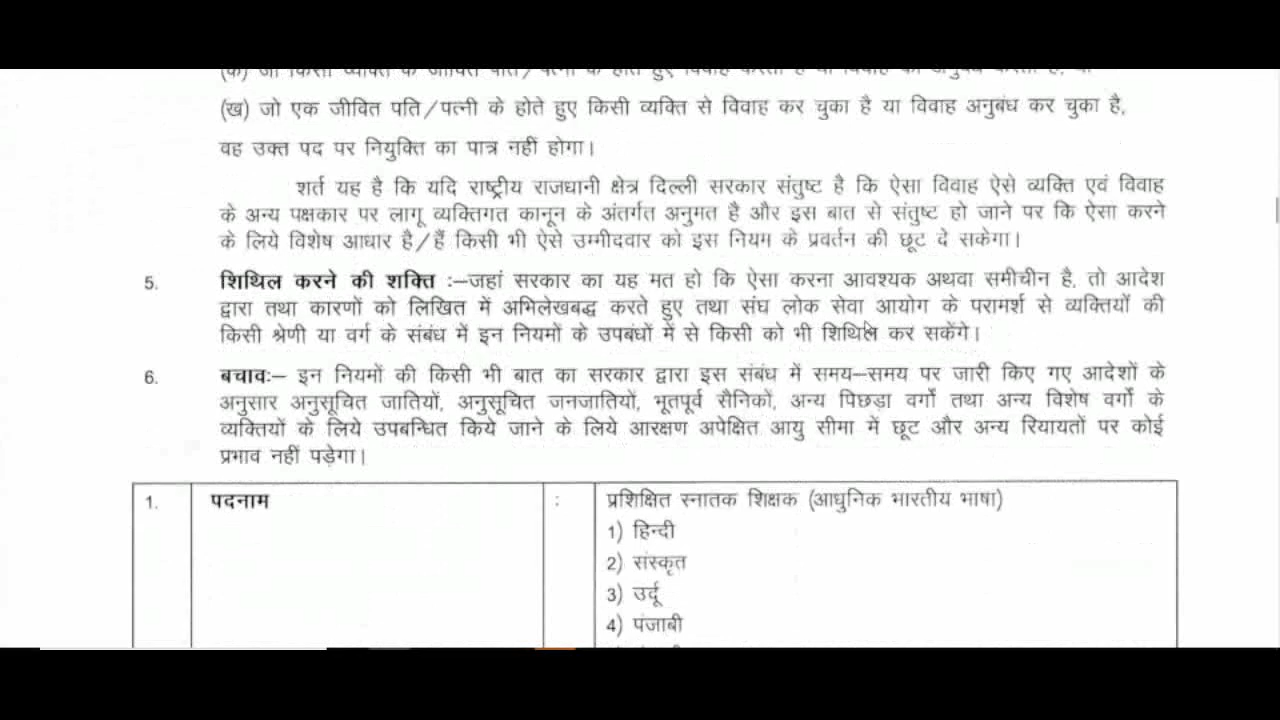 (ख) जो एक जीवित पति/पत्नी के होते हुए किसी व्यक्ति से विवाह कर चुका है या विवाह अनुबंध कर चुका है,
वह उक्त पद पर नियुक्ति का पात्र नहीं होगा।
शर्त यह है कि यदि राष्ट्रीय राजधानी क्षेत्र दिल्ली सरकार संतुष्ट है कि ऐसा विवाह ऐसे व्यक्ति एवं विवाह
के अन्य पक्षकार पर लागू व्यक्तिगत कानून के अंतर्गत अनुमत है और इस बात से संतुष्ट हो जाने पर कि ऐसा करने
के लिये विशेष आधार है/हैं किसी भी ऐसे उम्मीदवार को इस नियम के प्रवर्तन की छूट दे सकेगा।
5. शिथिल करने की शक्ति :–जहां सरकार का यह मत हो कि ऐसा करना आवश्यक अथवा समीचीन है, तो आदेश
द्वारा तथा कारणों को लिखित में अभिलेखबद्ध करते हुए तथा संघ लोक सेवा आयोग के परामर्श से व्यक्तियों की
किसी श्रेणी या वर्ग के संबंध में इन नियमों के उपबंधों में से किसी को भी शिथिल कर सकेंगे।
6. बचावः– इन नियमों की किसी भी बात का सरकार द्वारा इस संबंध में समय–समय पर जारी किए गए आदेशों के
अनुसार अनुसूचित जातियों, अनुसूचित जनजातियों, भूतपूर्व सैनिकों, अन्य पिछड़ा वर्गों तथा अन्य विशेष वर्गो के
व्यक्तियों के लिये उपबन्धित किये जाने के लिये आरक्षण अपेक्षित आयु सीमा में छूट और अन्य रियायतों पर कोई
प्रभाव नहीं पड़ेगा।
1. पदनाम : प्रशिक्षित स्नातक शिक्षक (आधुनिक भारतीय भाषा)
1) हिन्दी
2) संस्कृत
3) उर्दू
4) पंजाबी